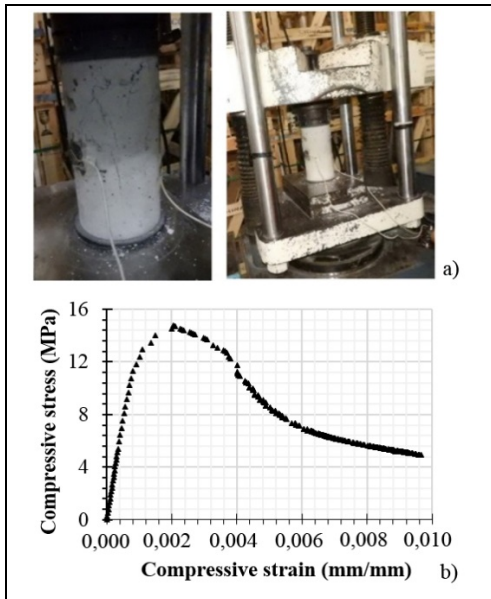 a)
Compressive stress (MPa)
16
12
8
4
0
0,000 0,002 0,004 0,006 0,008 0,010
Compressive strain (mm/mm)
b)